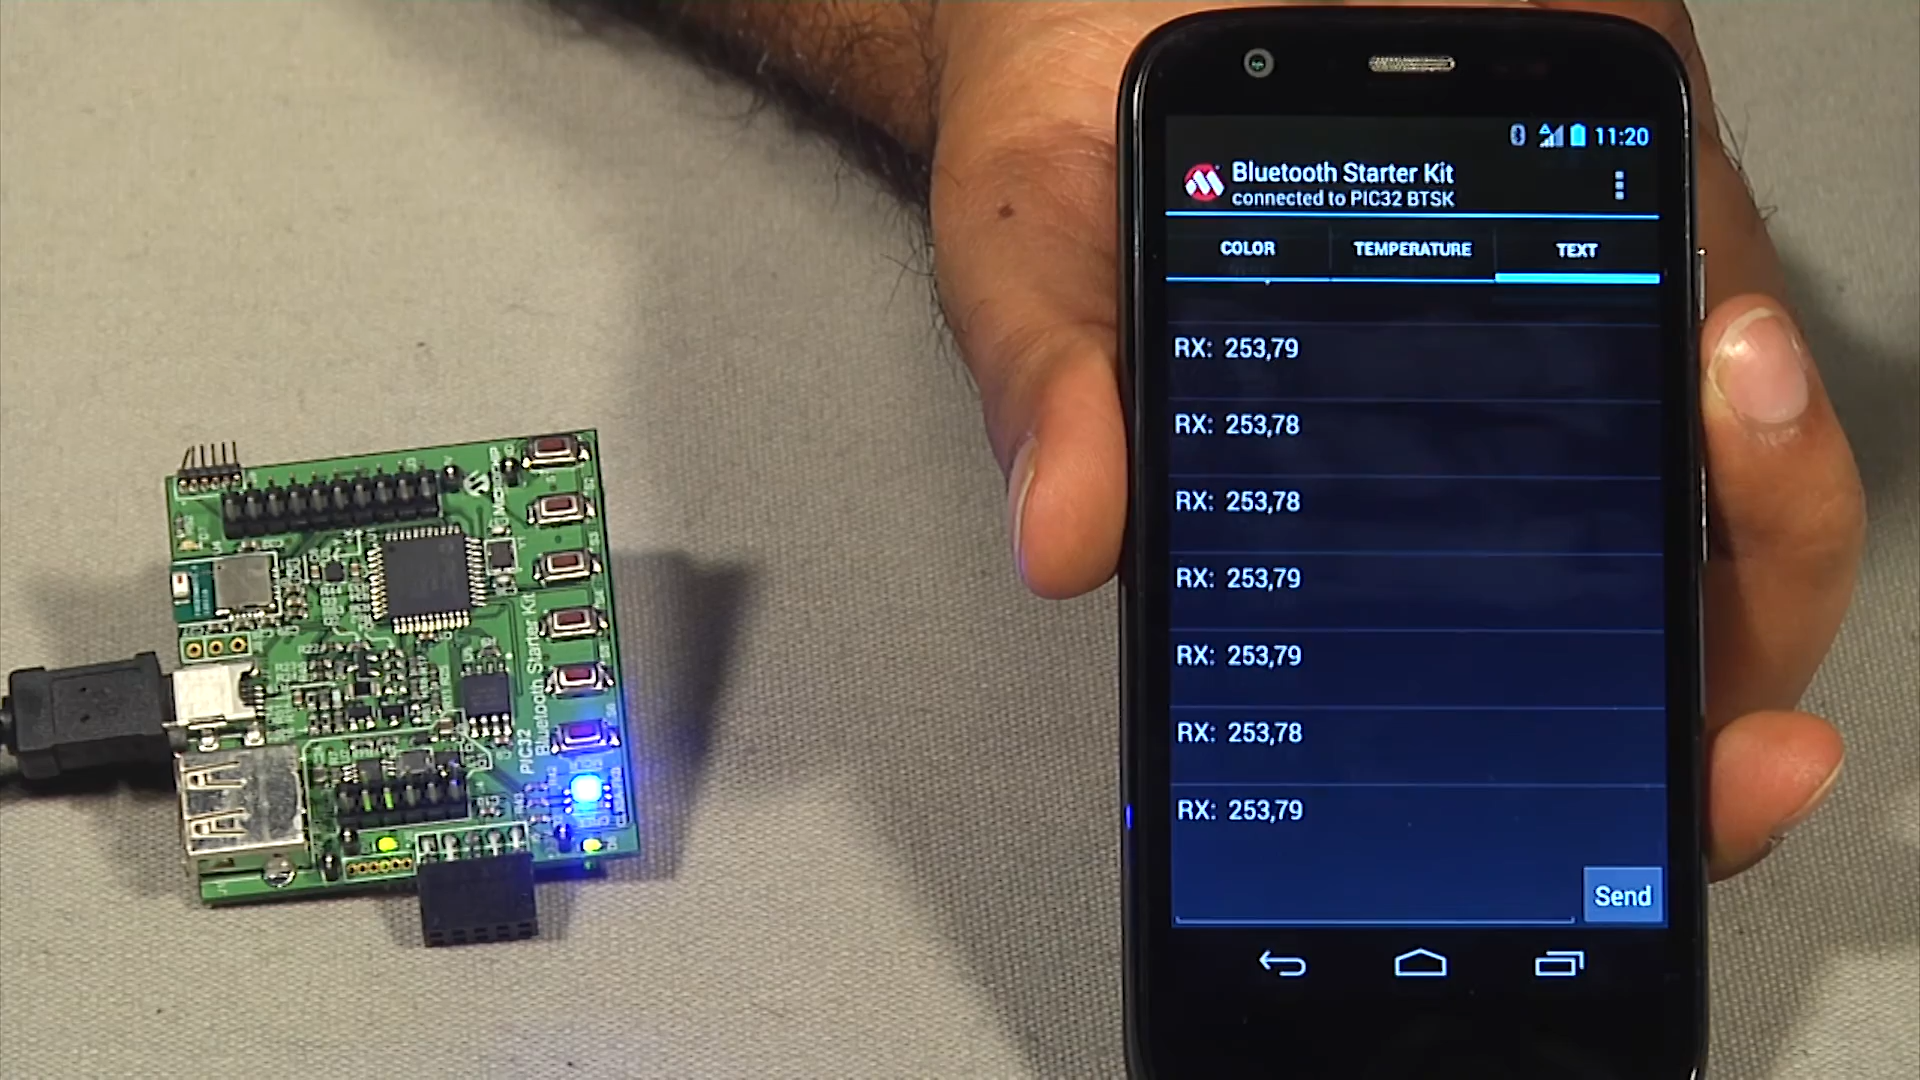 11:20
Bluetooth Starter Kit
connected to PIC32 BTSK
COLOR
TEMPERATURE
TEXT
RX: 253,79
RX: 253,78
RX: 253,78
RX: 253,79
RX: 253,79
RX: 253,78
RX: 253,79
Send
MICROCHIP
PIC32
Bluetooth Starter Kit